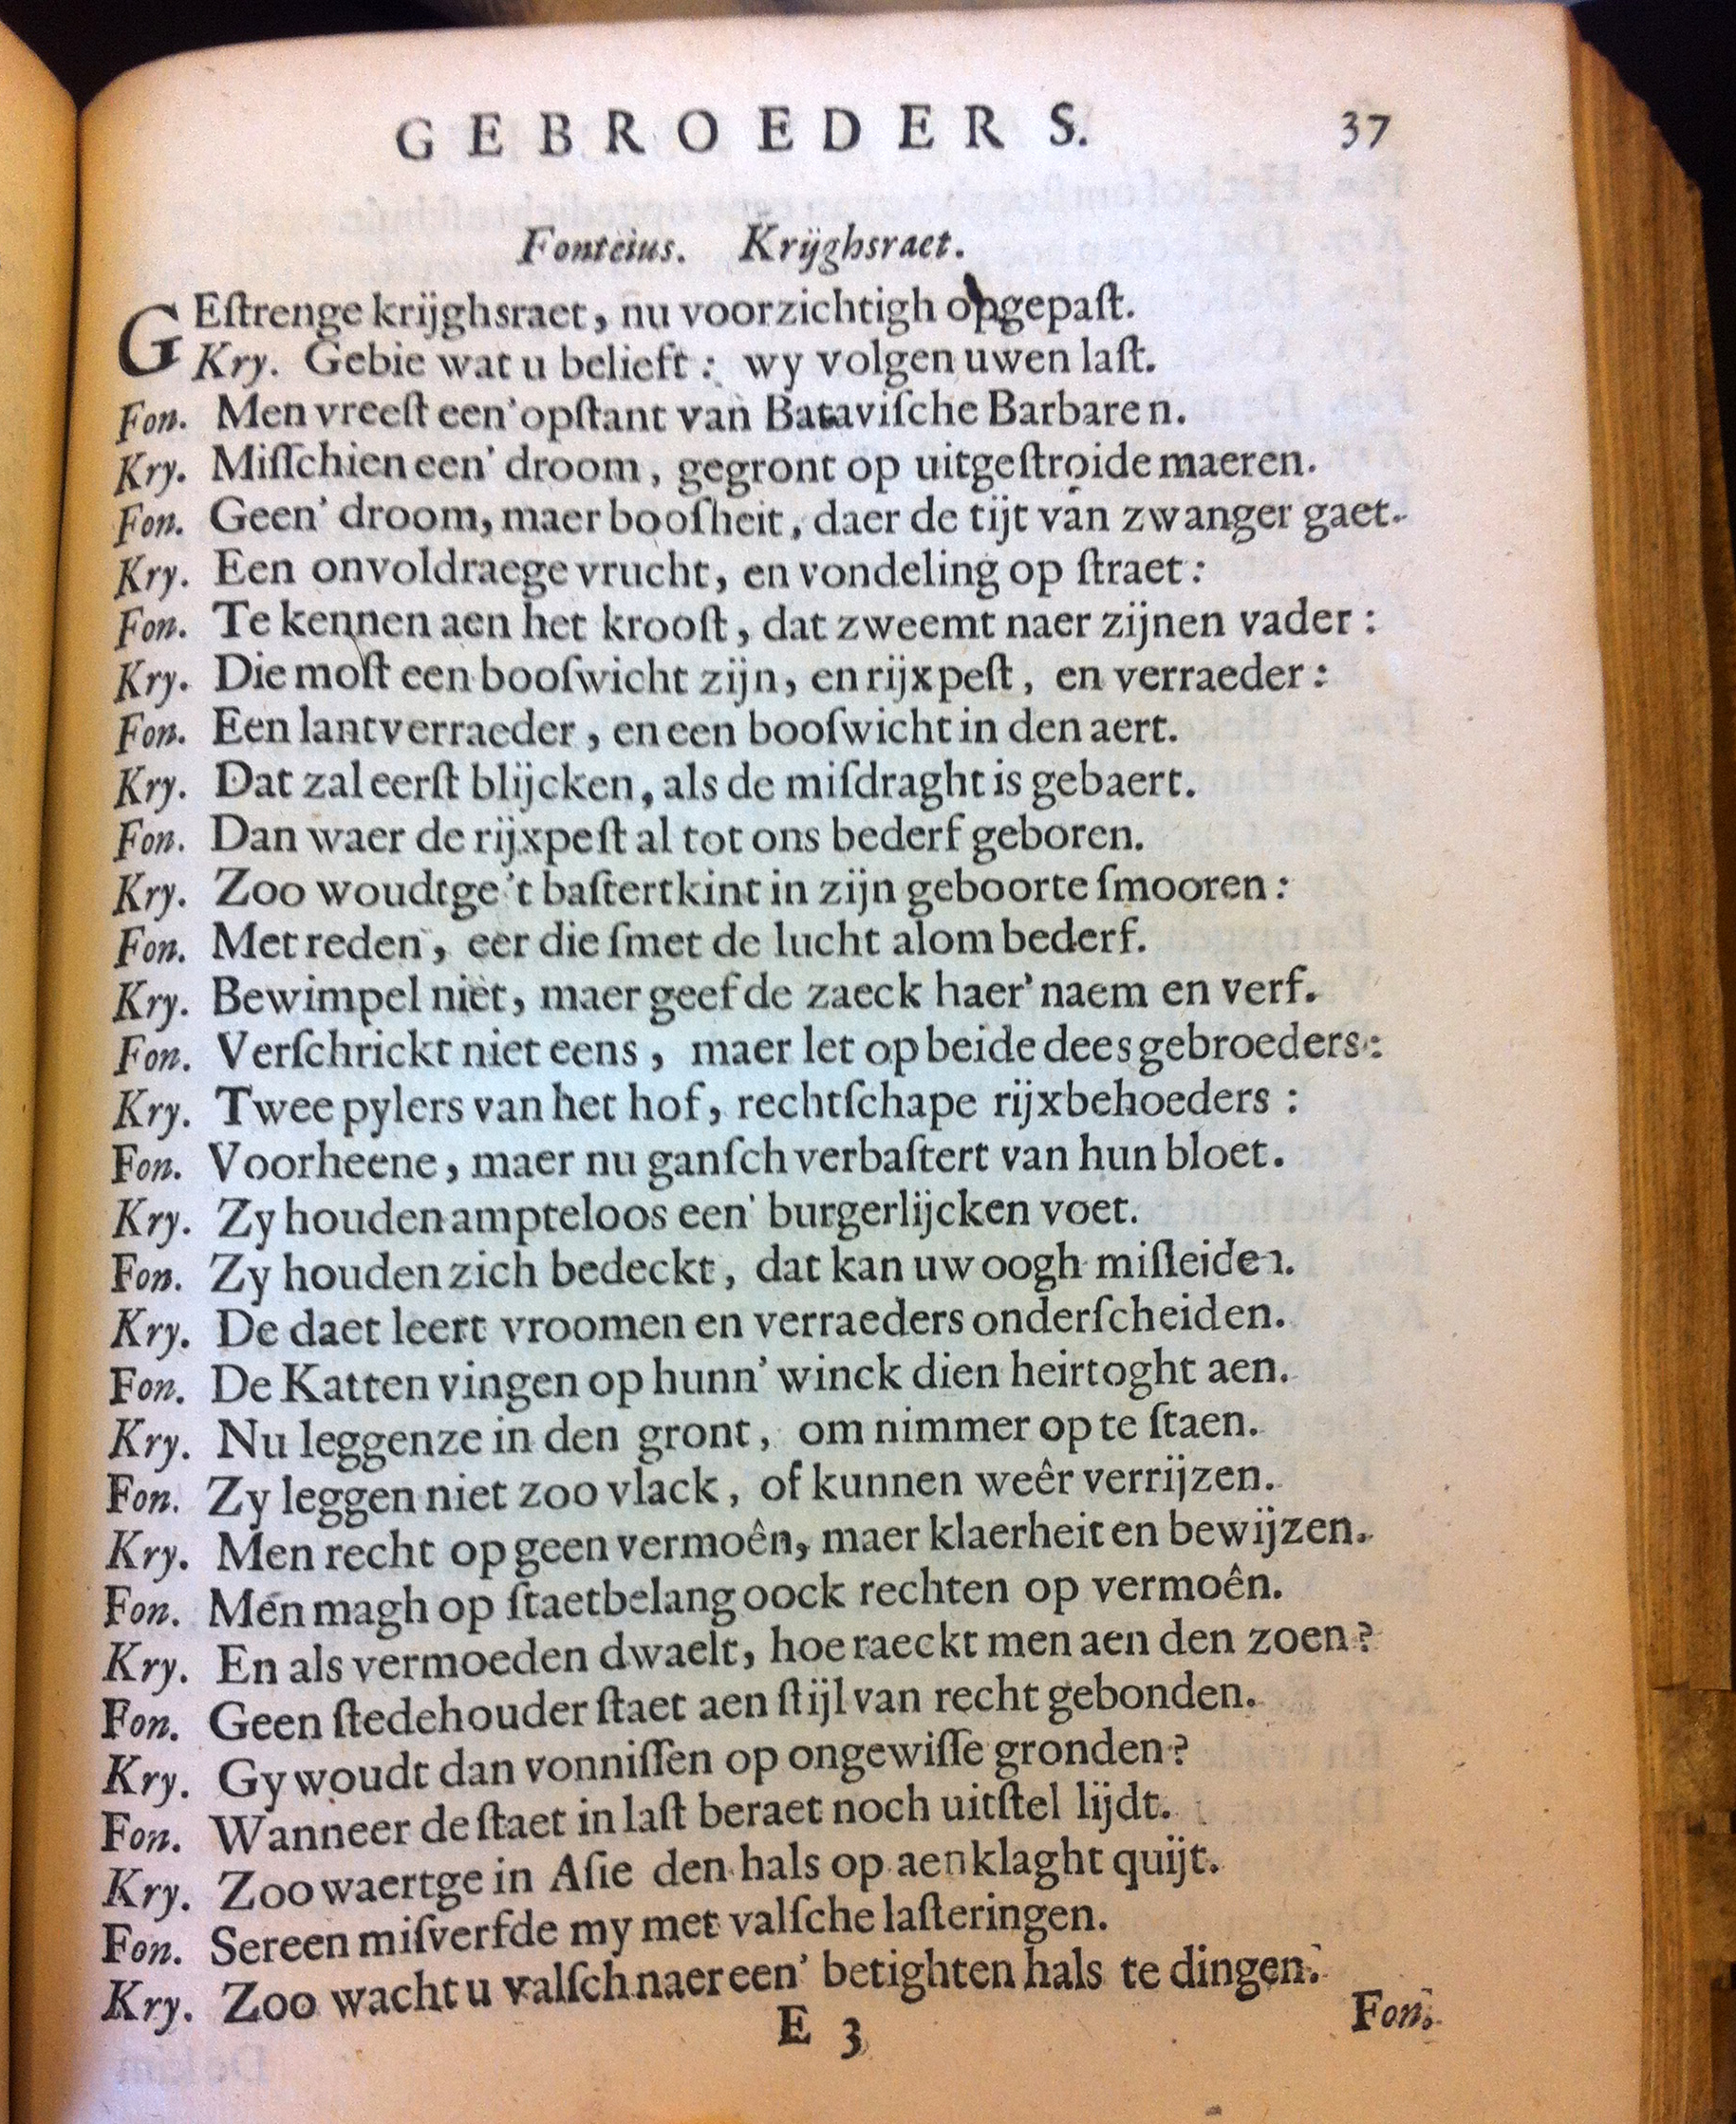 GEBROEDERS. 37
Fonteius. Krijghsraet.
GEſtrenge krijghsraet, nu voorzichtigh opgepaſt.
Kry. Gebie wat u belieft: wy volgen uwen laſt.
Fon. Men vreeſt een' opſtant van Bataviſche Barbaren.
Kry. Miſſchien een' droom, gegront op uitgeſtroide maeren.
Fon. Geen' droom, maer boosheit, daer de tijt van zwanger gaet.
Kry. Een onvoldraege vrucht, en vondeling op ſtraet:
Fon. Te kennen aen het krooſt, dat zweemt naer zijnen vader:
Kry. Die moſt een booſwicht zijn, en rijxpeſt, en verraeder:
Fon. Een lantverraeder, en een booſwicht in den aert.
Kry. Dat zal eerſt blijcken, als de miſdraght is gebaert.
Fon. Dan waer de rijxpeſt al tot ons bederf geboren.
Kry. Zoo woudtge 't baſtertkint in zijn geboorte ſmooren:
Fon. Met reden, eer die ſmet de lucht alom bederf.
Kry. Bewimpel niet, maer geef de zaeck haer' naem en verf.
Fon. Verſchrickt niet eens, maer let op beide dees gebroeders:
Kry. Twee pylers van het hof, rechtſchape rijxbehoeders:
Fon. Voorheene, maer nu ganſch verbaſtert van hun bloet.
Kry. Zy houden ampteloos een' burgerlijcken voet.
Fon. Zy houden zich bedeckt, dat kan uw oogh miſleiden.
Kry. De daet leert vroomen en verraeders onderſcheiden.
Fon. De Katten vingen op hunn' winck dien heirtoght aen.
Kry. Nu leggenze in den gront, om nimmer op te ſtaen.
Fon. Zy leggen niet zoo vlack, of kunnen weêr verrijzen.
Kry. Men recht op geen vermoên, maer klaerheit en bewijzen.
Fon. Men magh op ſtaetbelang oock rechten op vermoên.
Kry. En als vermoeden dwaelt, hoe raeckt men aen den zoen?
Fon. Geen ſtedehouder ſtaet aen ſtijl van recht gebonden.
Kry. Gy woudt dan vonniſſen op ongewiſſe gronden?
Fon. Wanneer de ſtaet in laſt beraet noch uitſtel lijdt.
Kry. Zoo waertge in Aſie den hals op aenklaght quijt.
Fon. Sereen miſverfde my met valſche laſteringen.
Kry. Zoo wacht u valſch naer een' betighten hals te dingen.
E 3 Fon.